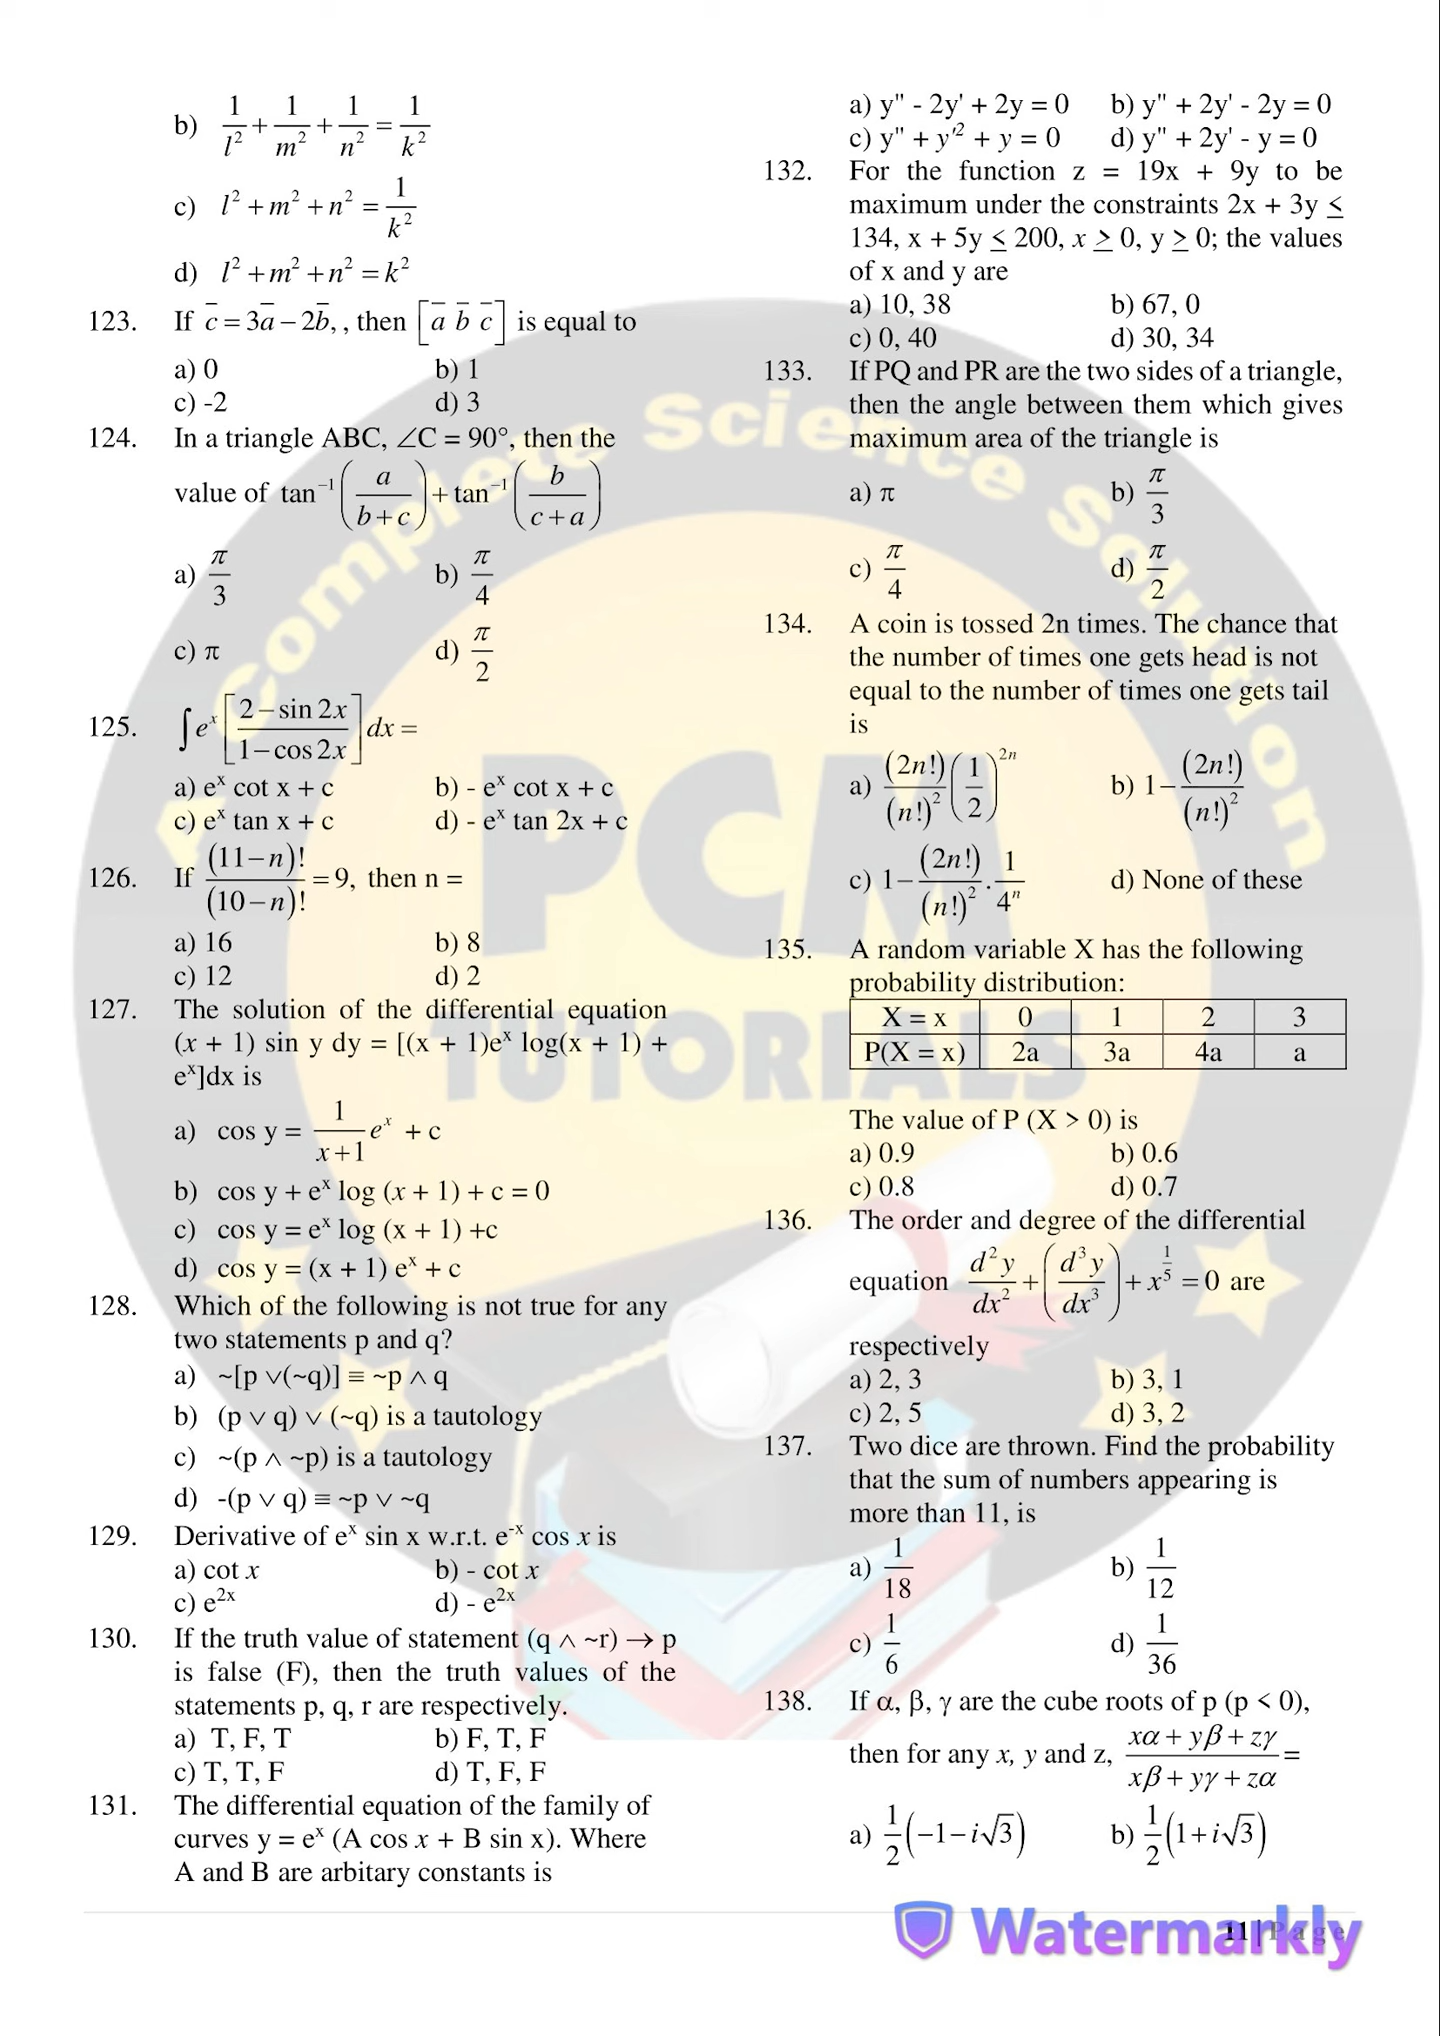 b) 1/l² + 1/m² + 1/n² = 1/k²
c) l² + m² + n² = 1/k²
d) l² + m² + n² = k²
123. If c̄ = 3ā – 2b̄, , then [ā b̄ c̄] is equal to
a) 0 b) 1
c) -2 d) 3
124. In a triangle ABC, ∠C = 90°, then the
value of tan⁻¹(a/(b+c)) + tan⁻¹(b/(c+a))
a) π/3 b) π/4
c) π d) π/2
125. ∫eˣ[(2 – sin 2x)/(1 – cos 2x)]dx =
a) eˣ cot x + c b) - eˣ cot x + c
c) eˣ tan x + c d) - eˣ tan 2x + c
126. If (11–n)!/(10–n)! = 9, then n =
a) 16 b) 8
c) 12 d) 2
127. The solution of the differential equation
(x + 1) sin y dy = [(x + 1)eˣ log(x + 1) +
eˣ]dx is
a) cos y = 1/(x+1) eˣ + c
b) cos y + eˣ log (x + 1) + c = 0
c) cos y = eˣ log (x + 1) +c
d) cos y = (x + 1) eˣ + c
128. Which of the following is not true for any
two statements p and q?
a) ~[p ∨(~q)] ≡ ~p ∧ q
b) (p ∨ q) ∨ (~q) is a tautology
c) ~(p ∧ ~p) is a tautology
d) -(p ∨ q) ≡ ~p ∨ ~q
129. Derivative of eˣ sin x w.r.t. e⁻ˣ cos x is
a) cot x b) - cot x
c) e²ˣ d) - e²ˣ
130. If the truth value of statement (q ∧ ~r) → p
is false (F), then the truth values of the
statements p, q, r are respectively.
a) T, F, T b) F, T, F
c) T, T, F d) T, F, F
131. The differential equation of the family of
curves y = eˣ (A cos x + B sin x). Where
A and B are arbitary constants is
a) y" - 2y' + 2y = 0 b) y" + 2y' - 2y = 0
c) y" + y'² + y = 0 d) y" + 2y' - y = 0
132. For the function z = 19x + 9y to be
maximum under the constraints 2x + 3y ≤
134, x + 5y ≤ 200, x ≥ 0, y ≥ 0; the values
of x and y are
a) 10, 38 b) 67, 0
c) 0, 40 d) 30, 34
133. If PQ and PR are the two sides of a triangle,
then the angle between them which gives
maximum area of the triangle is
a) π b) π/3
c) π/4 d) π/2
134. A coin is tossed 2n times. The chance that
the number of times one gets head is not
equal to the number of times one gets tail
is
a) (2n!)/(n!)² (1/2)²ⁿ b) 1–(2n!)/(n!)²
c) 1–(2n!)/(n!)² . 1/4ⁿ d) None of these
135. A random variable X has the following
probability distribution:
X = x 0 1 2 3
P(X = x) 2a 3a 4a a
The value of P (X > 0) is
a) 0.9 b) 0.6
c) 0.8 d) 0.7
136. The order and degree of the differential
equation d²y/dx² + (d³y/dx³) + x^(1/5) = 0 are
respectively
a) 2, 3 b) 3, 1
c) 2, 5 d) 3, 2
137. Two dice are thrown. Find the probability
that the sum of numbers appearing is
more than 11, is
a) 1/18 b) 1/12
c) 1/6 d) 1/36
138. If α, β, γ are the cube roots of p (p < 0),
then for any x, y and z, (xα + yβ + zγ)/(xβ + yγ + zα) =
a) 1/2(–1 – i√3) b) 1/2(1 + i√3)
A Complete Science Solution
PCM
TUTORIALS
11 | Page
Watermarkly